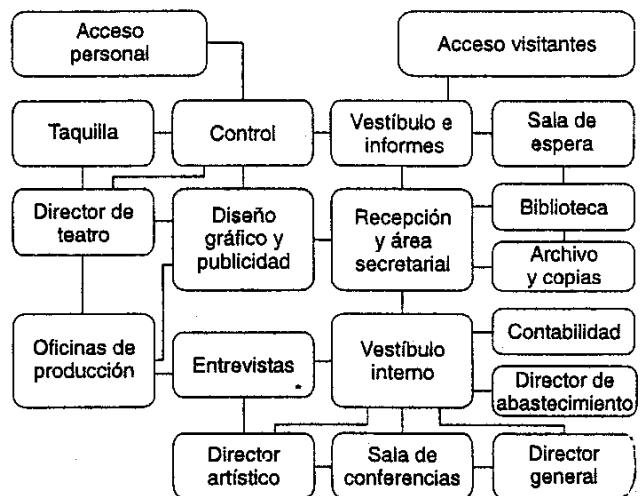 Acceso
personal
Acceso visitantes
Taquilla
Control
Vestíbulo e
informes
Sala de
espera
Director de
teatro
Diseño
gráfico y
publicidad
Recepción
y área
secretarial
Biblioteca
Archivo
y copias
Oficinas de
producción
Entrevistas
Vestíbulo
interno
Contabilidad
Director de
abastecimiento
Director
artístico
Sala de
conferencias
Director
general